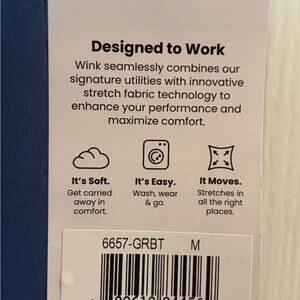 Designed to Work
Wink seamlessly combines our
signature utilities with innovative
stretch fabric technology to
enhance your performance and
maximize comfort.
It's Soft.
Get carried
away in
comfort.
It's Easy.
Wash, wear
& go.
It Moves.
Stretches in
all the right
places.
6657-GRBT M